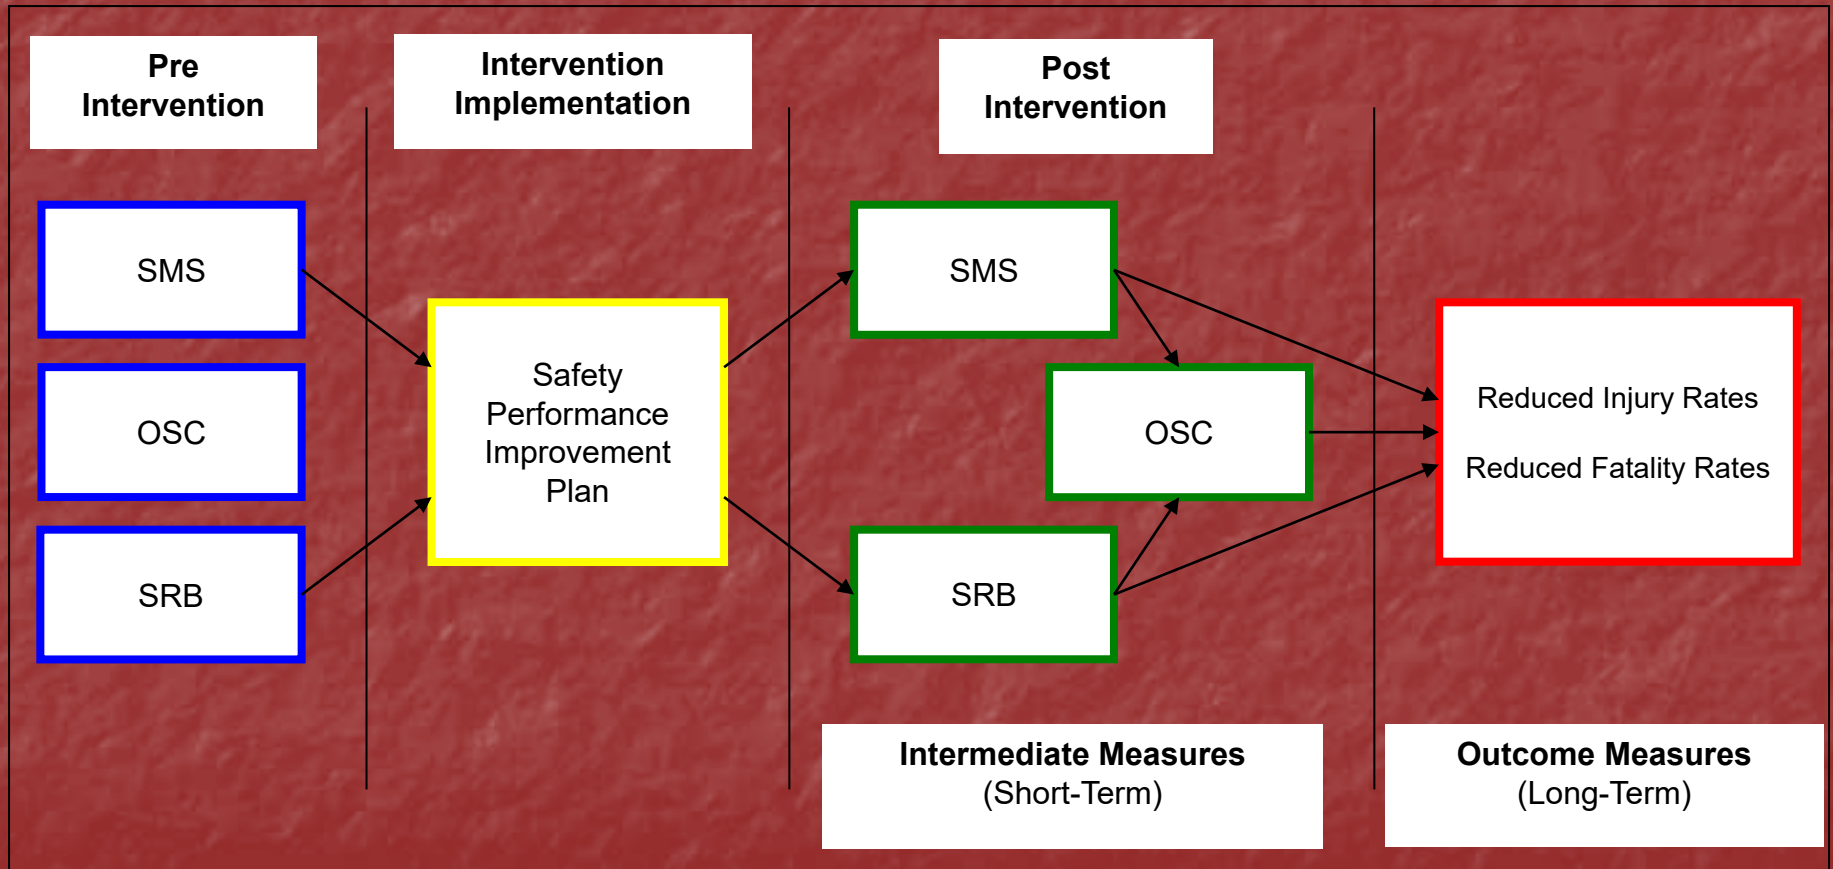 Pre
Intervention
Intervention
Implementation
Post
Intervention
SMS
OSC
SRB
Safety
Performance
Improvement
Plan
SMS
OSC
SRB
Reduced Injury Rates
Reduced Fatality Rates
Intermediate Measures
(Short-Term)
Outcome Measures
(Long-Term)